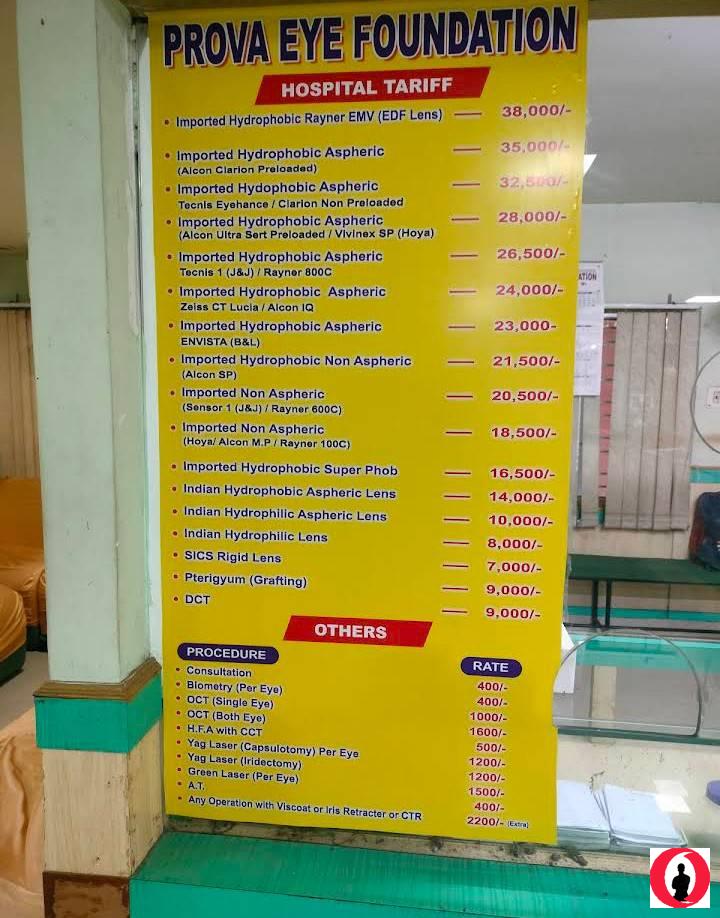 PROVA EYE FOUNDATION
HOSPITAL TARIFF
• Imported Hydrophobic Rayner EMV (EDF Lens) — 38,000/-
• Imported Hydrophobic Aspheric — 35,000/-
(Alcon Clarion Preloaded)
• Imported Hydophobic Aspheric — 32,500/-
Tecnis Eyehance / Clarion Non Preloaded
• Imported Hydrophobic Aspheric — 28,000/-
(Alcon Ultra Sert Preloaded / Vivinex SP (Hoya)
• Imported Hydrophobic Aspheric — 26,500/-
Tecnis 1 (J&J) / Rayner 800C
• Imported Hydrophobic Aspheric — 24,000/-
Zeiss CT Lucia / Alcon IQ
• Imported Hydrophobic Aspheric — 23,000-
ENVISTA (B&L)
• Imported Hydrophobic Non Aspheric — 21,500/-
(Alcon SP)
• Imported Non Aspheric — 20,500/-
(Sensor 1 (J&J) / Rayner 600C)
• Imported Non Aspheric — 18,500/-
(Hoya/ Alcon M.P / Rayner 100C)
• Imported Hydrophobic Super Phob — 16,500/-
• Indian Hydrophobic Aspheric Lens — 14,000/-
• Indian Hydrophilic Aspheric Lens — 10,000/-
• Indian Hydrophilic Lens — 8,000/-
• SICS Rigid Lens — 7,000/-
• Pterigyum (Grafting) — 9,000/-
• DCT — 9,000/-
OTHERS
PROCEDURE RATE
• Consultation 400/-
• Biometry (Per Eye) 400/-
• OCT (Single Eye) 1000/-
• OCT (Both Eye) 1600/-
• H.F.A with CCT 500/-
• Yag Laser (Capsulotomy) Per Eye 1200/-
• Yag Laser (Iridectomy) 1200/-
• Green Laser (Per Eye) 1500/-
• A.T. 400/-
• Any Operation with Viscoat or Iris Retracter or CTR 2200/- (Extra)